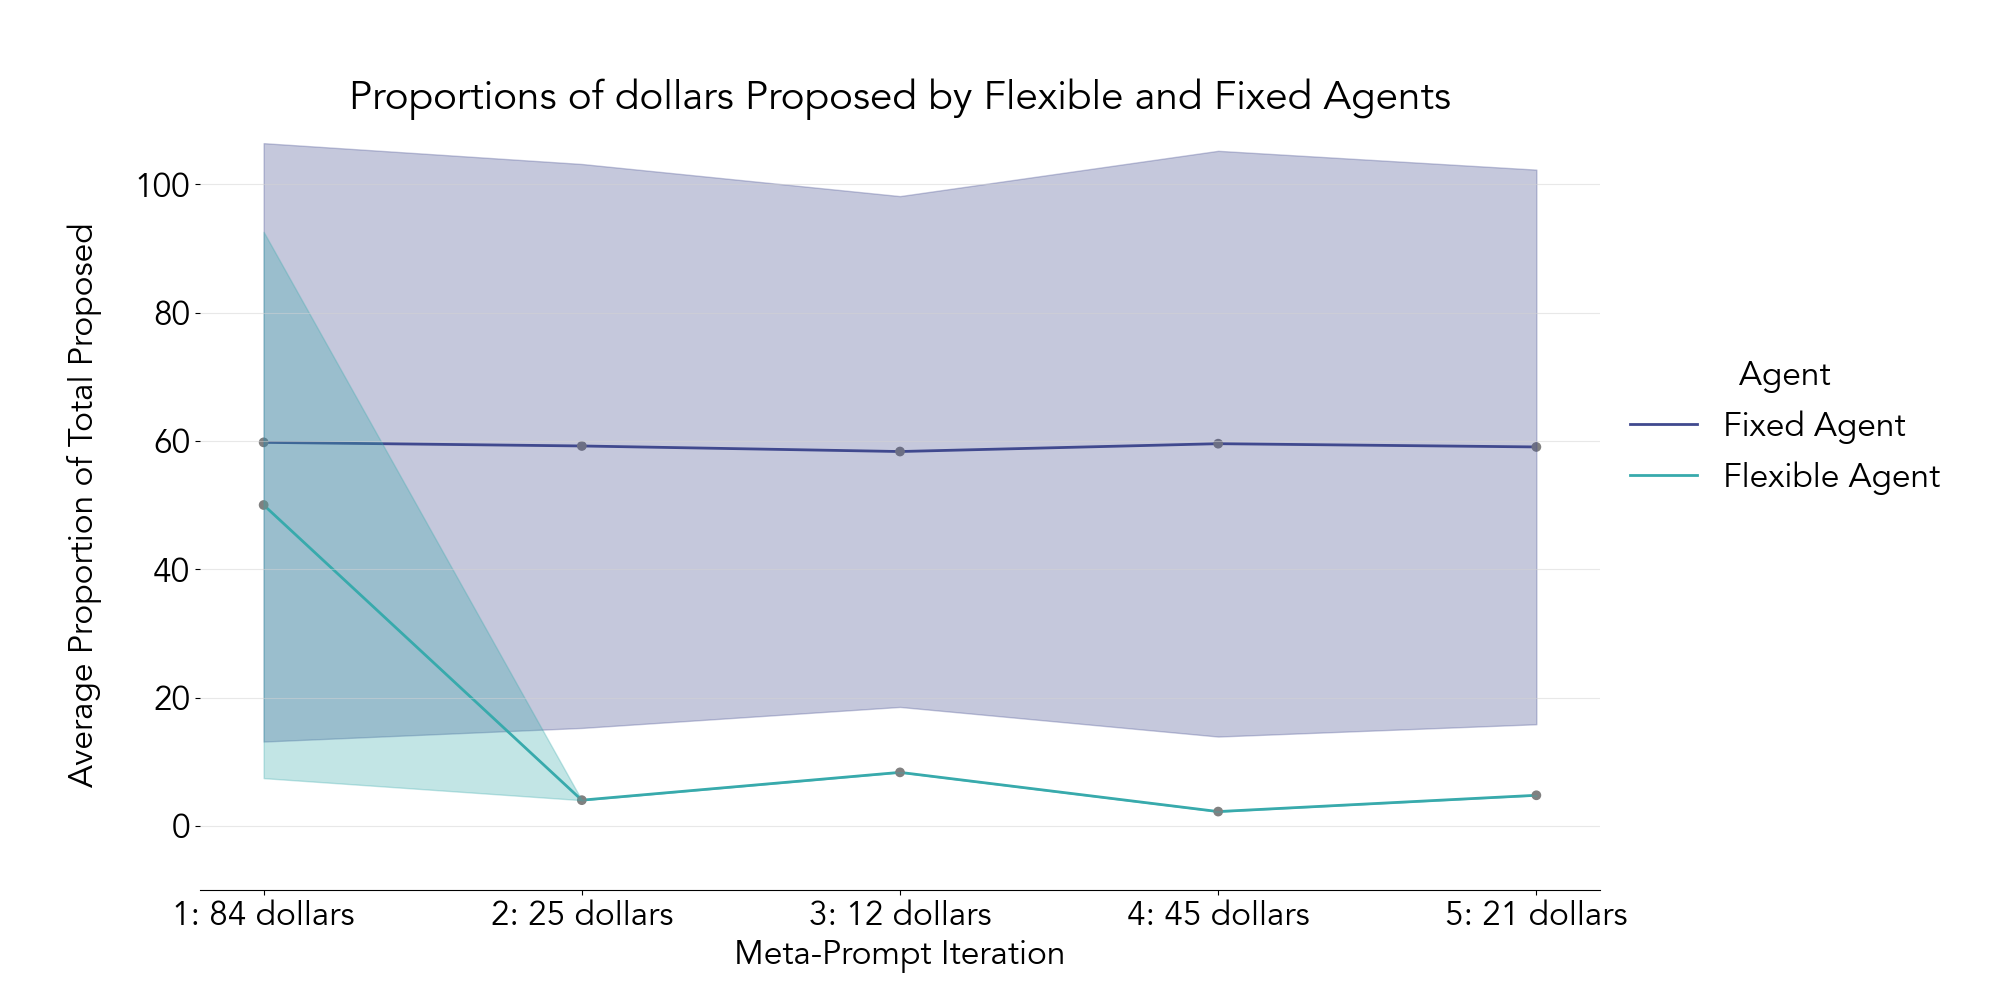 Proportions of dollars Proposed by Flexible and Fixed Agents
Average Proportion of Total Proposed
100
80
60
40
20
0
1: 84 dollars
2: 25 dollars
3: 12 dollars
4: 45 dollars
5: 21 dollars
Meta-Prompt Iteration
Agent
Fixed Agent
Flexible Agent